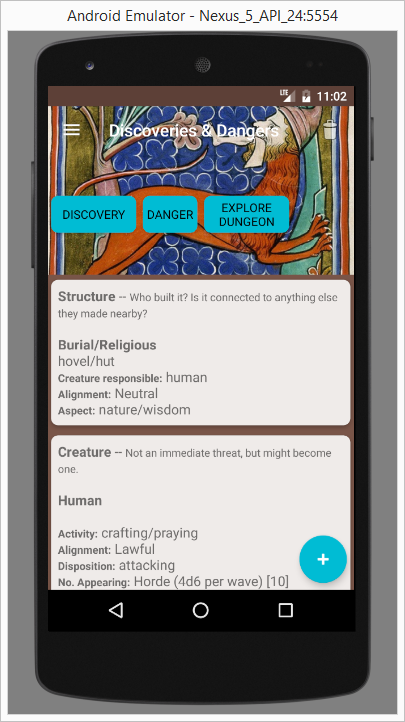 Android Emulator - Nexus_5_API_24:5554
LTE 11:02
Discoveries & Dangers
DISCOVERY DANGER EXPLORE
DUNGEON
Structure -- Who built it? Is it connected to anything else
they made nearby?
Burial/Religious
hovel/hut
Creature responsible: human
Alignment: Neutral
Aspect: nature/wisdom
Creature -- Not an immediate threat, but might become
one.
Human
Activity: crafting/praying
Alignment: Lawful
Disposition: attacking
No. Appearing: Horde (4d6 per wave) [10]